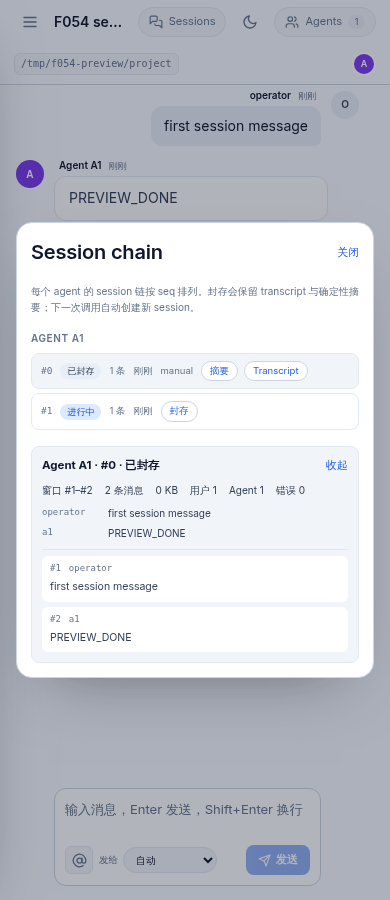 F054 se...
Sessions
Agents 1
/tmp/f054-preview/project
A
operator 刚刚
O
first session message
A
Agent A1 刚刚
PREVIEW_DONE
Session chain
关闭
每个 agent 的 session 链按 seq 排列。封存会保留 transcript 与确定性摘
要；下一次调用自动创建新 session。
AGENT A1
#0 已封存 1 条 刚刚 manual 摘要 Transcript
#1 进行中 1 条 刚刚 封存
Agent A1 · #0 · 已封存
收起
窗口 #1–#2 2 条消息 0 KB 用户 1 Agent 1 错误 0
operator first session message
a1 PREVIEW_DONE
#1 operator
first session message
#2 a1
PREVIEW_DONE
输入消息，Enter 发送，Shift+Enter 换行
@ 发给 自动 发送